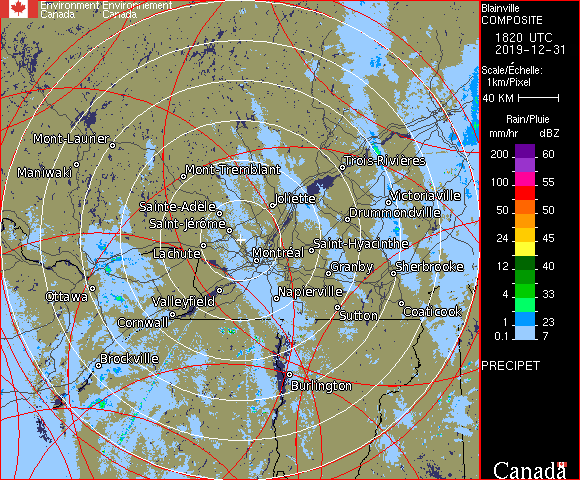 Environment Environnement
Canada Canada
Blainville
COMPOSITE
1820 UTC
2019-12-31
Scale/Échelle:
1km/Pixel
40 KM
Rain/Pluie
mm/hr dBZ
200 60
100 55
50 50
24 45
12 40
4 33
1 23
0.1 7
PRECIPET
Canada
Mont-Laurier
Maniwaki
Mont-Tremblant
Trois-Rivières
Joliette
Victoriaville
Sainte-Adèle
Drummondville
Saint-Jérôme
Saint-Hyacinthe
Lachute
Montréal
Granby
Sherbrooke
Ottawa
Valleyfield
Napierville
Cornwall
Sutton
Coaticook
Brockville
Burlington